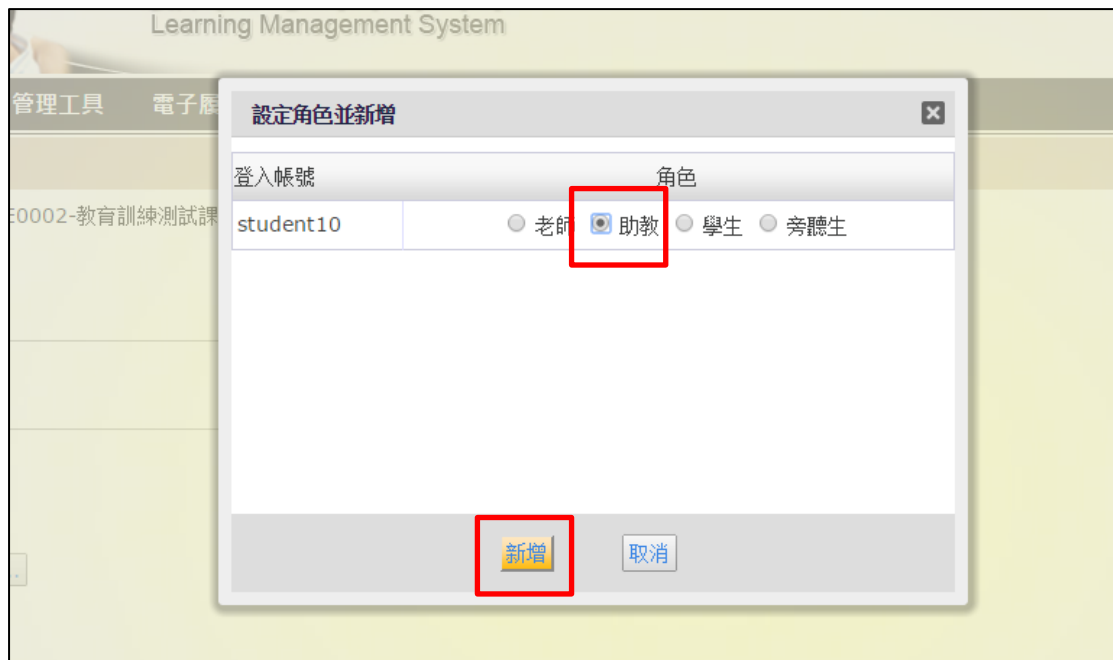 Learning Management System
管理工具 電子履
設定角色並新增
登入帳號 角色
E0002-教育訓練測試課
student10 老師 助教 學生 旁聽生
新增 取消